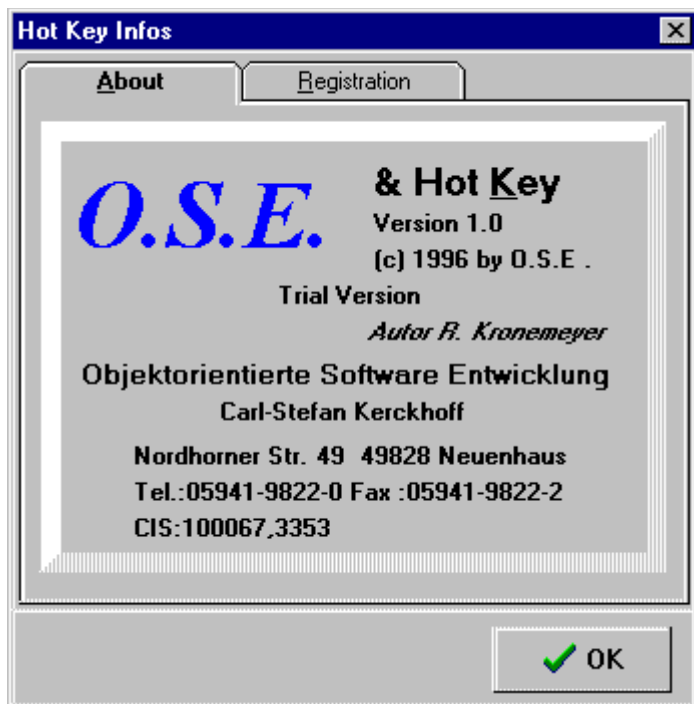 Hot Key Infos
About
Registration
O.S.E.
& Hot Key
Version 1.0
(c) 1996 by O.S.E .
Trial Version
Autor R. Kronemeyer
Objektorientierte Software Entwicklung
Carl-Stefan Kerckhoff
Nordhorner Str. 49 49828 Neuenhaus
Tel.:05941-9822-0 Fax :05941-9822-2
CIS:100067,3353
OK